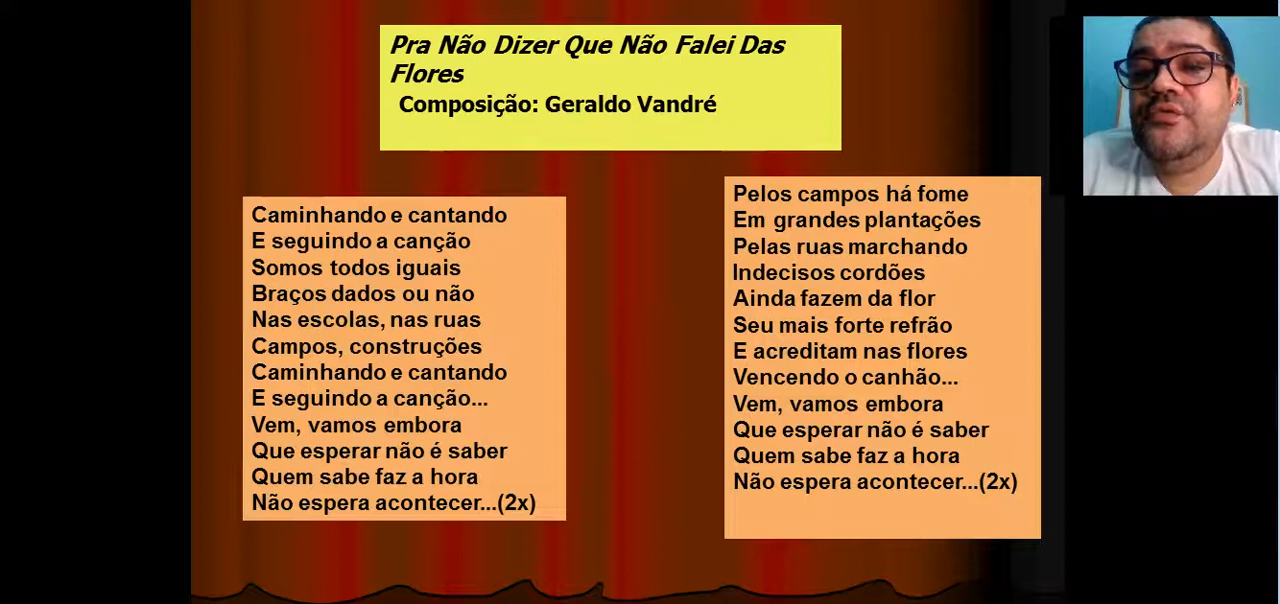 Pra Não Dizer Que Não Falei Das
Flores
Composição: Geraldo Vandré
Caminhando e cantando
E seguindo a canção
Somos todos iguais
Braços dados ou não
Nas escolas, nas ruas
Campos, construções
Caminhando e cantando
E seguindo a canção...
Vem, vamos embora
Que esperar não é saber
Quem sabe faz a hora
Não espera acontecer...(2x)
Pelos campos há fome
Em grandes plantações
Pelas ruas marchando
Indecisos cordões
Ainda fazem da flor
Seu mais forte refrão
E acreditam nas flores
Vencendo o canhão...
Vem, vamos embora
Que esperar não é saber
Quem sabe faz a hora
Não espera acontecer...(2x)